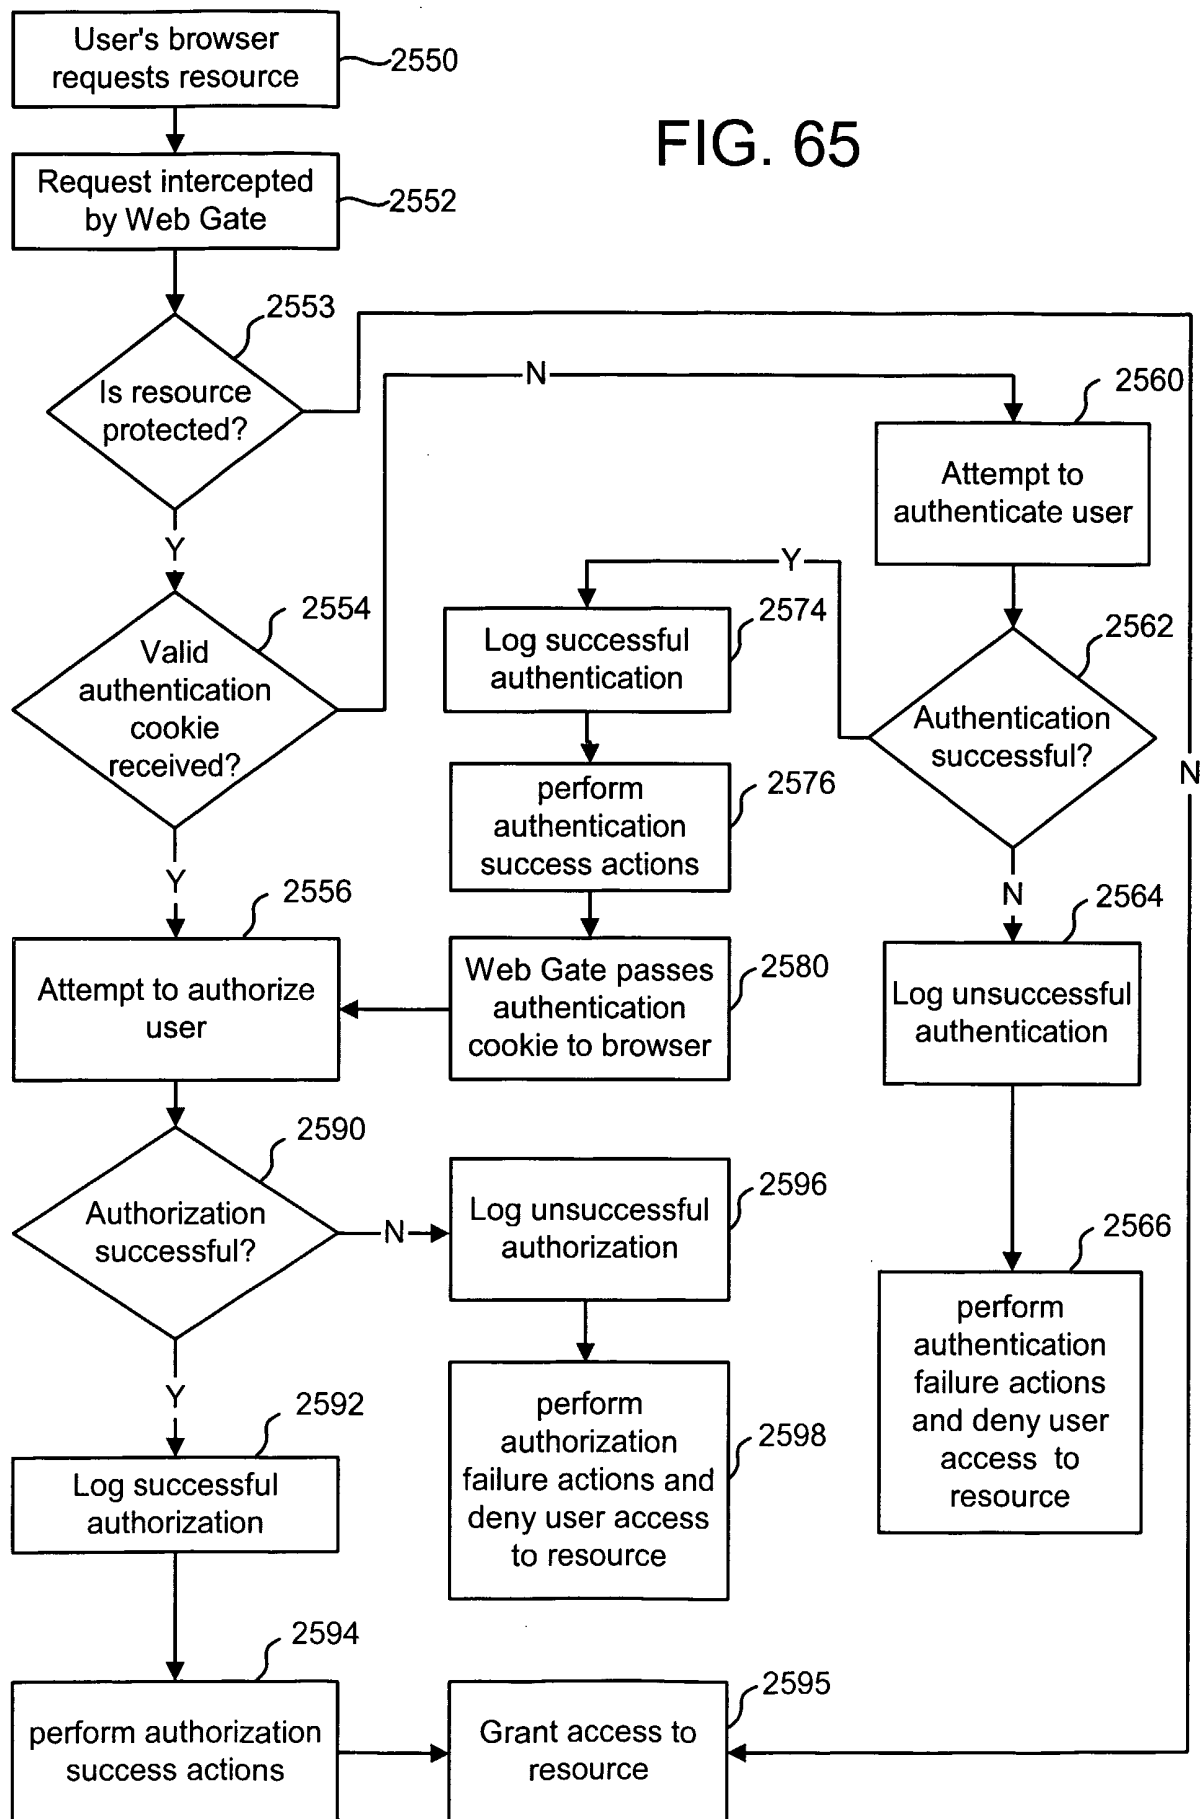 User's browser
requests resource
2550
FIG. 65
Request intercepted
by Web Gate
2552
2553
Is resource
protected?
N
2560
Attempt to
authenticate user
Y
Y
2554
Valid
authentication
cookie
received?
2574
Log successful
authentication
2562
Authentication
successful?
N
2576
perform
authentication
success actions
Y
2556
N
2564
Attempt to authorize
user
Web Gate passes
authentication
cookie to browser
2580
Log unsuccessful
authentication
2590
Authorization
successful?
N
Log unsuccessful
authorization
2596
2566
perform
authentication
failure actions
and deny user
access to
resource
Y
2592
Log successful
authorization
perform
authorization
failure actions and
deny user access
to resource
2598
2594
perform authorization
success actions
2595
Grant access to
resource